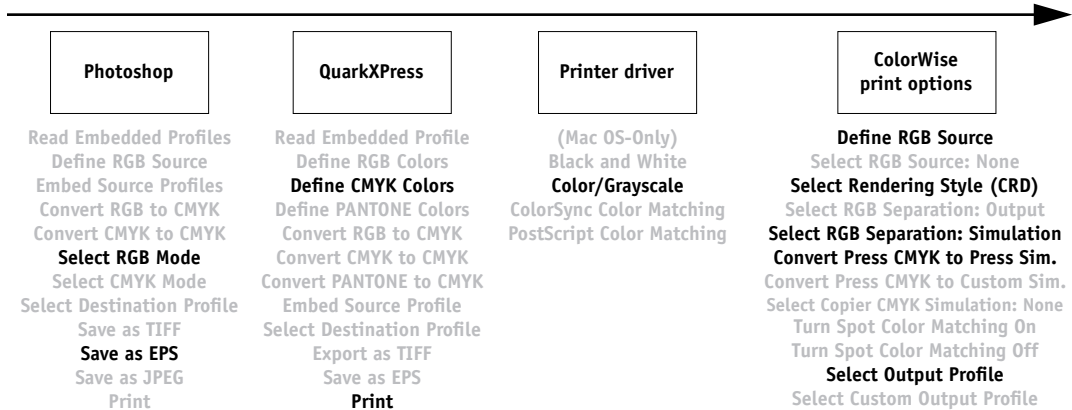 Photoshop
Read Embedded Profiles
Define RGB Source
Embed Source Profiles
Convert RGB to CMYK
Convert CMYK to CMYK
Select RGB Mode
Select CMYK Mode
Select Destination Profile
Save as TIFF
Save as EPS
Save as JPEG
Print
QuarkXPress
Read Embedded Profile
Define RGB Colors
Define CMYK Colors
Define PANTONE Colors
Convert RGB to CMYK
Convert CMYK to CMYK
Convert PANTONE to CMYK
Embed Source Profile
Select Destination Profile
Export as TIFF
Save as EPS
Print
Printer driver
(Mac OS-Only)
Black and White
Color/Grayscale
ColorSync Color Matching
PostScript Color Matching
ColorWise
print options
Define RGB Source
Select RGB Source: None
Select Rendering Style (CRD)
Select RGB Separation: Output
Select RGB Separation: Simulation
Convert Press CMYK to Press Sim.
Convert Press CMYK to Custom Sim.
Select Copier CMYK Simulation: None
Turn Spot Color Matching On
Turn Spot Color Matching Off
Select Output Profile
Select Custom Output Profile